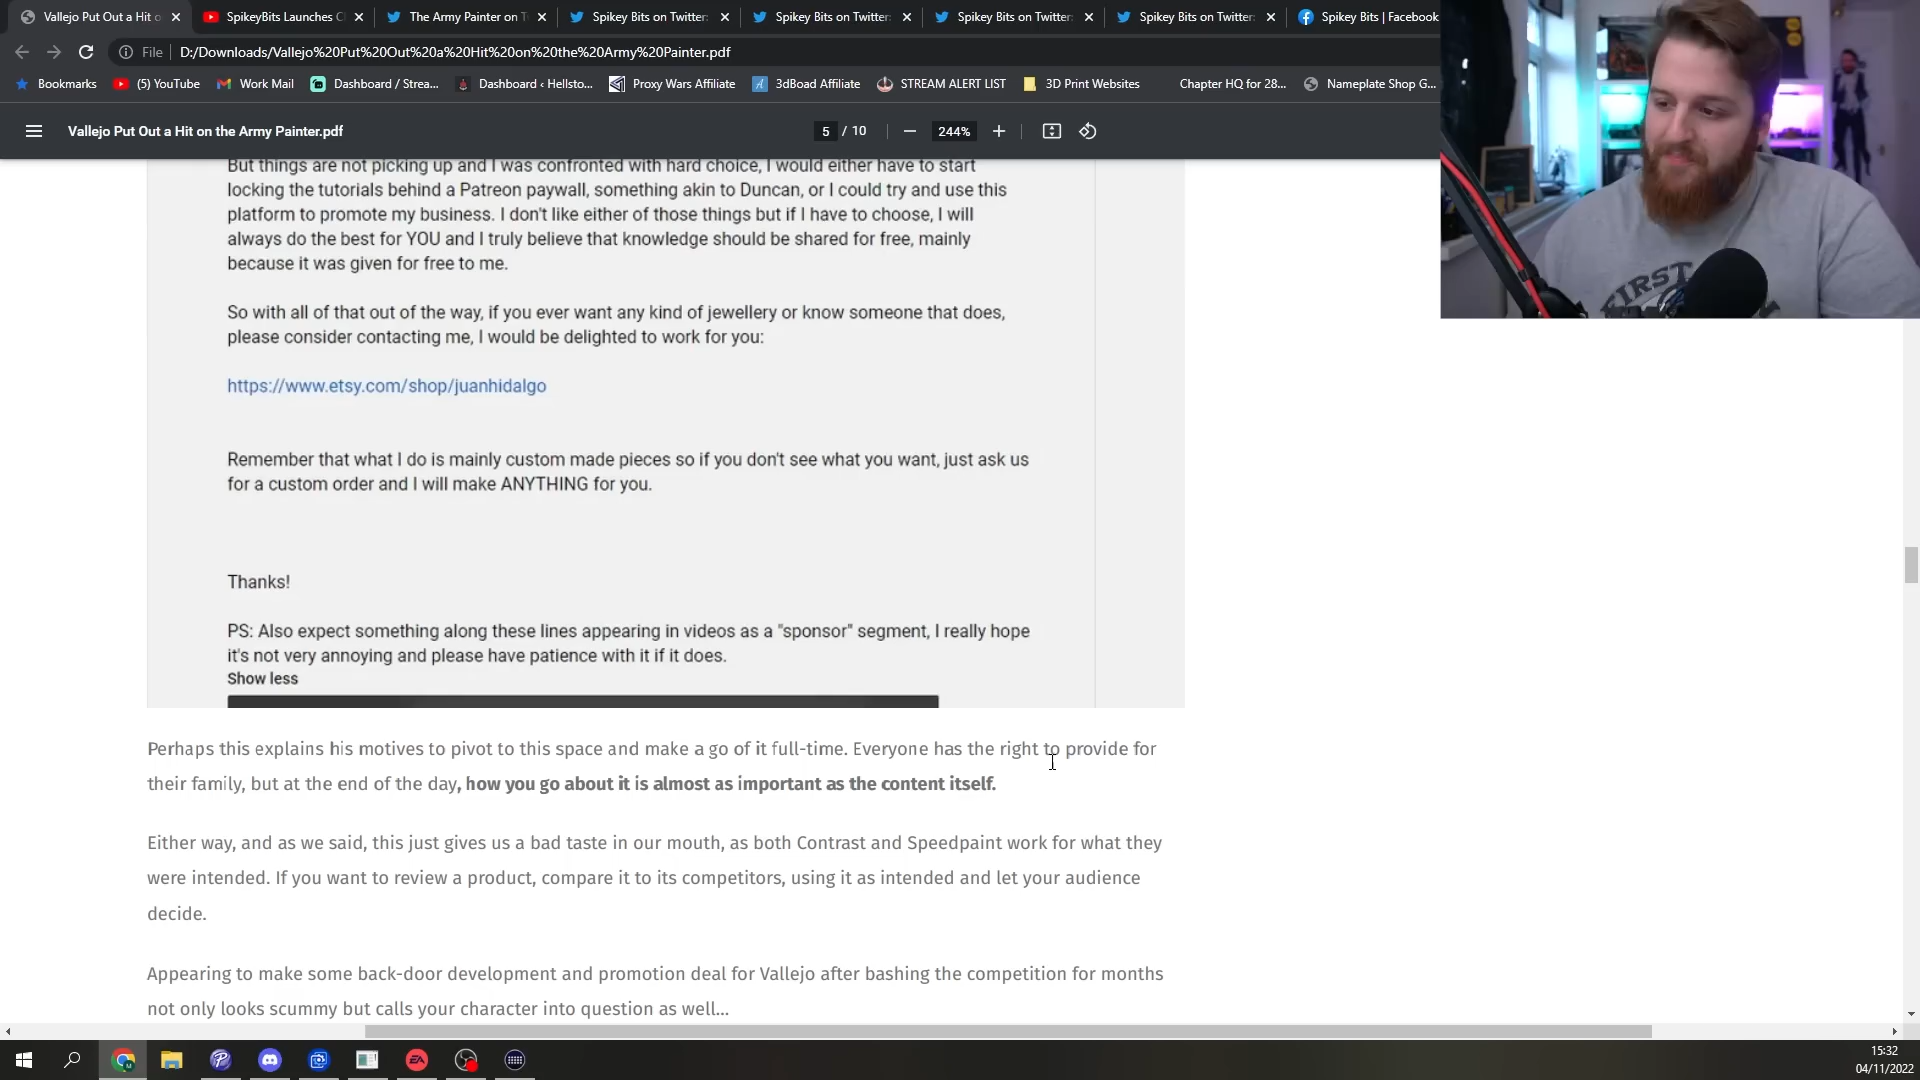 Vallejo Put Out a Hit o
SpikeyBits Launches C
The Army Painter on T
Spikey Bits on Twitter:
Spikey Bits on Twitter:
Spikey Bits on Twitter:
Spikey Bits on Twitter:
Spikey Bits | Facebook
File
D:/Downloads/Vallejo%20Put%20Out%20a%20Hit%20on%20the%20Army%20Painter.pdf
Bookmarks
(5) YouTube
Work Mail
Dashboard / Strea...
Dashboard ‹ Hellsto...
Proxy Wars Affiliate
3dBoad Affiliate
STREAM ALERT LIST
3D Print Websites
Chapter HQ for 28...
Nameplate Shop G...
Vallejo Put Out a Hit on the Army Painter.pdf
5 / 10
244%
But things are not picking up and I was confronted with hard choice, I would either have to start
locking the tutorials behind a Patreon paywall, something akin to Duncan, or I could try and use this
platform to promote my business. I don't like either of those things but if I have to choose, I will
always do the best for YOU and I truly believe that knowledge should be shared for free, mainly
because it was given for free to me.
So with all of that out of the way, if you ever want any kind of jewellery or know someone that does,
please consider contacting me, I would be delighted to work for you:
https://www.etsy.com/shop/juanhidalgo
Remember that what I do is mainly custom made pieces so if you don't see what you want, just ask us
for a custom order and I will make ANYTHING for you.
Thanks!
PS: Also expect something along these lines appearing in videos as a "sponsor" segment, I really hope
it's not very annoying and please have patience with it if it does.
Show less
Perhaps this explains his motives to pivot to this space and make a go of it full-time. Everyone has the right to provide for
their family, but at the end of the day, how you go about it is almost as important as the content itself.
Either way, and as we said, this just gives us a bad taste in our mouth, as both Contrast and Speedpaint work for what they
were intended. If you want to review a product, compare it to its competitors, using it as intended and let your audience
decide.
Appearing to make some back-door development and promotion deal for Vallejo after bashing the competition for months
not only looks scummy but calls your character into question as well...
FIRST
EA
15:32
04/11/2022